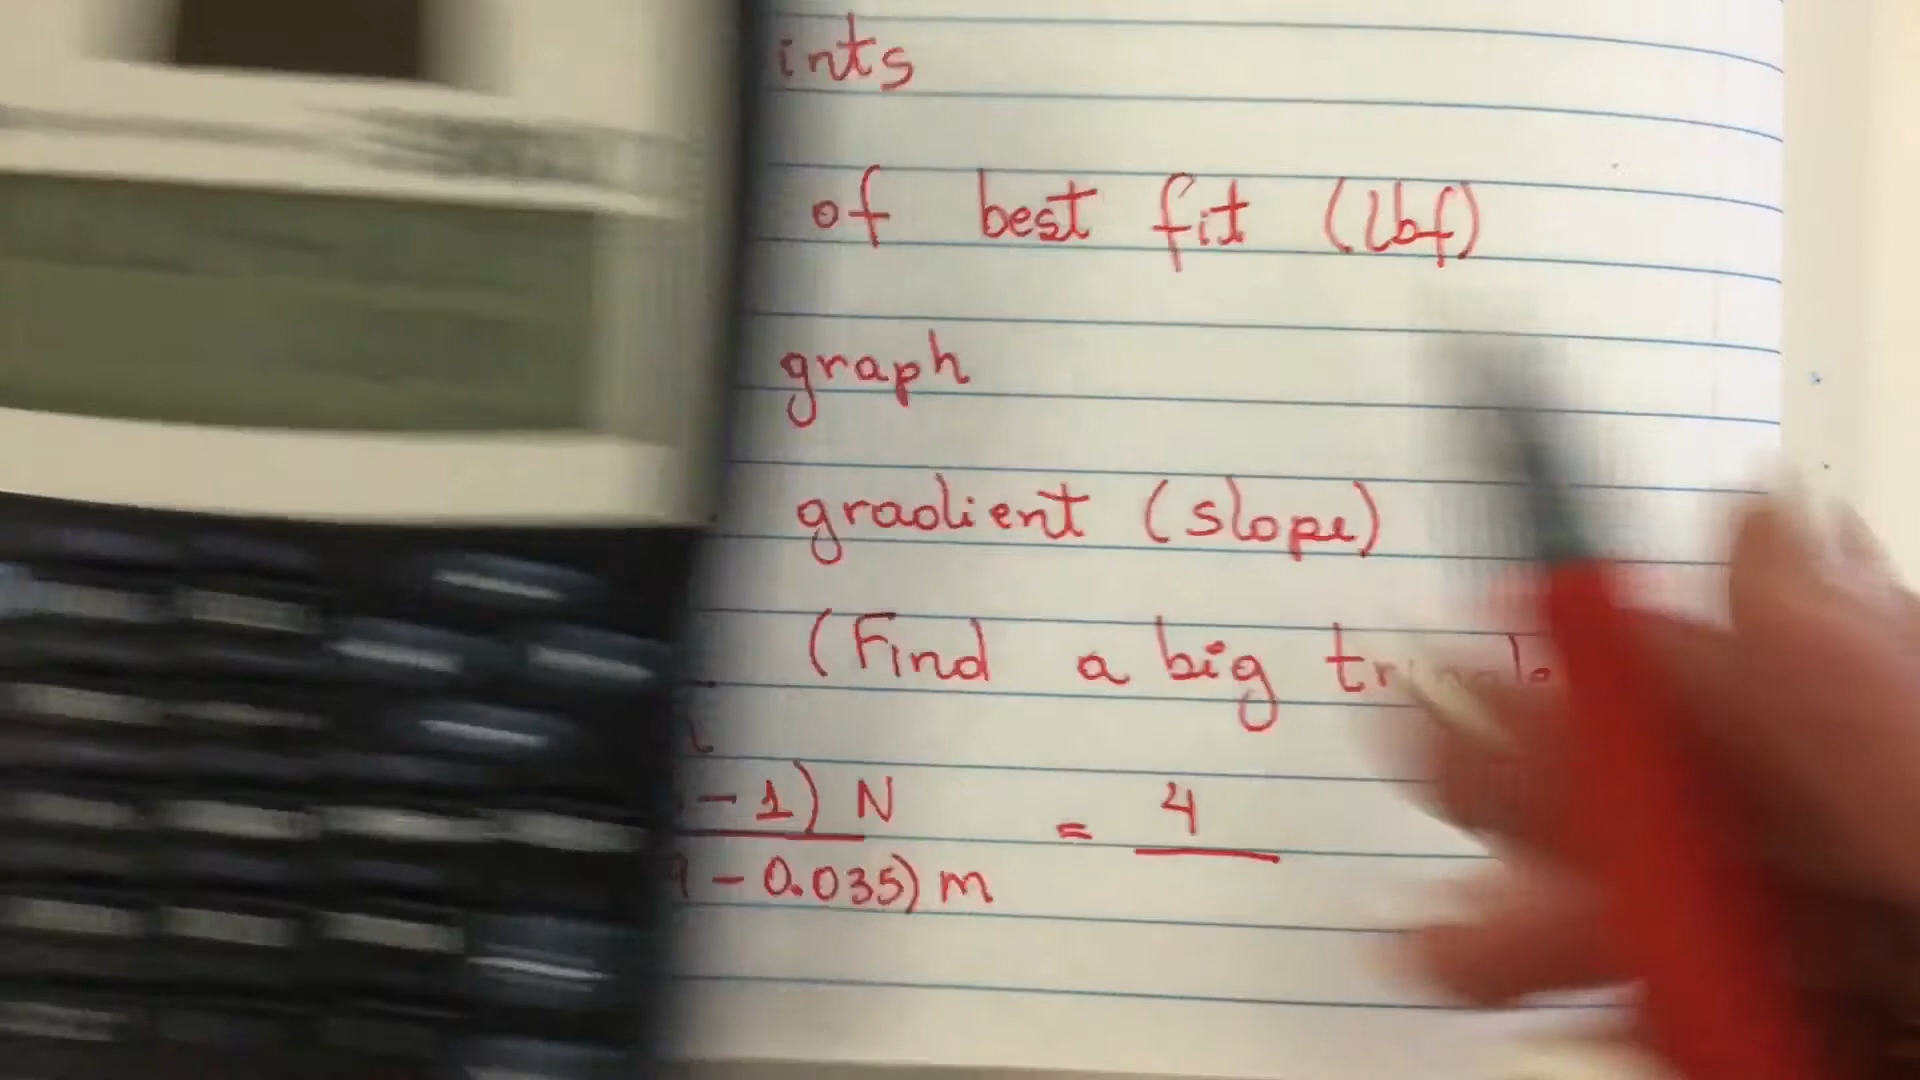 ints
of best fit (lbf)
graph
gradient (slope)
(Find a big
- 1) N = 4
- 0.035) m